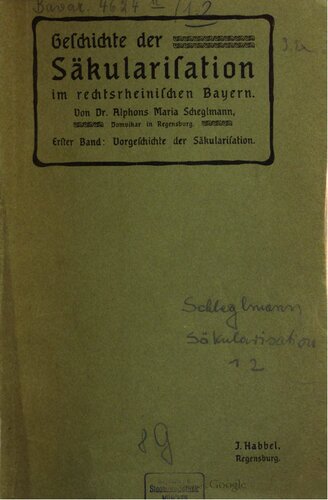 Bavar. 4624 m/1.2
Geſchichte der
Säkulariſation
im rechtsrheiniſchen Bayern.
Von Dr. Alphons Maria Scheglmann,
Domvikar in Regensburg.
Erſter Band: Vorgeſchichte der Säkulariſation.
Scheglmann
Säkularisation
1 2
J. Habbel.
Regensburg.
Google